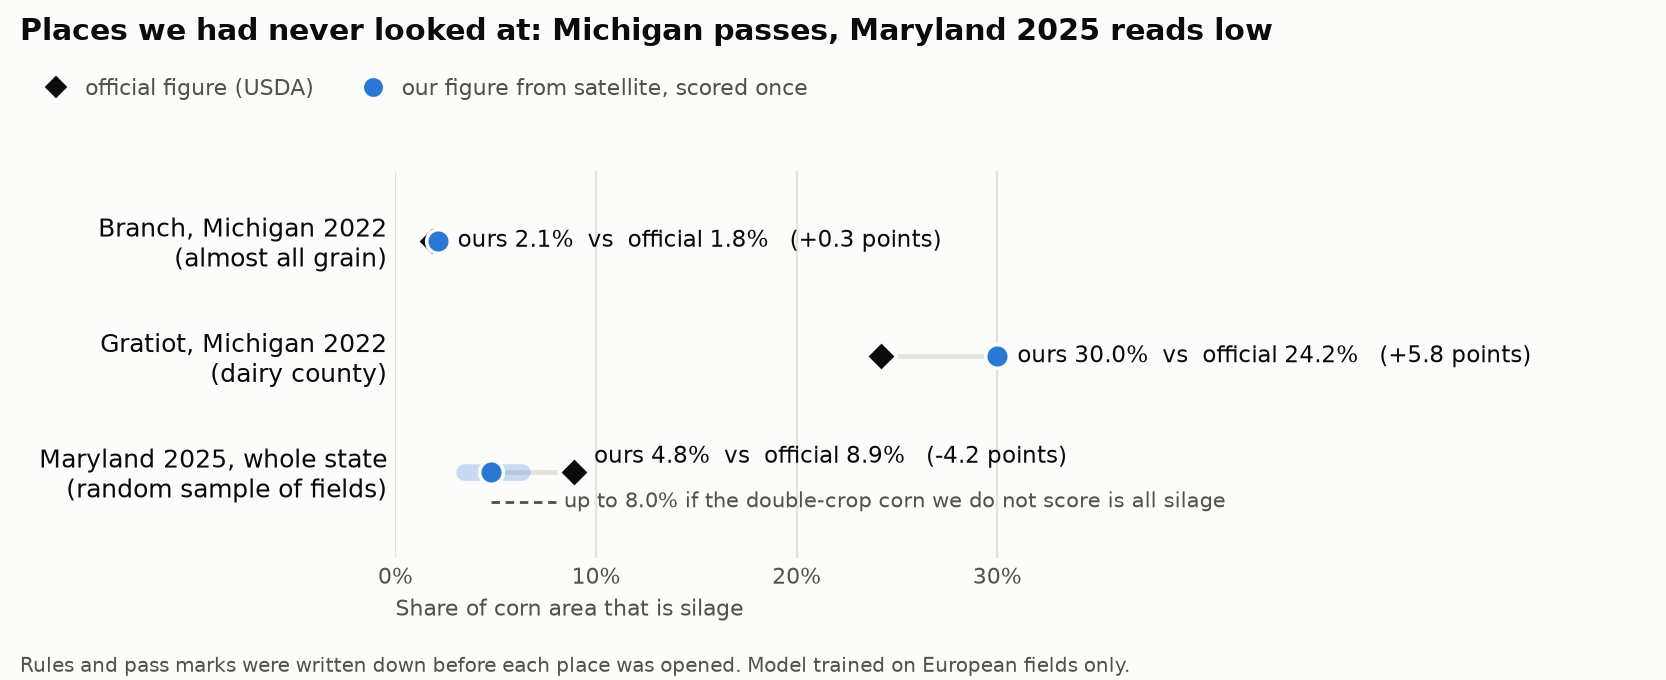 Places we had never looked at: Michigan passes, Maryland 2025 reads low
official figure (USDA)
our figure from satellite, scored once
Branch, Michigan 2022
(almost all grain)
ours 2.1%  vs  official 1.8%   (+0.3 points)
Gratiot, Michigan 2022
(dairy county)
ours 30.0%  vs  official 24.2%   (+5.8 points)
Maryland 2025, whole state
(random sample of fields)
ours 4.8%  vs  official 8.9%   (-4.2 points)
up to 8.0% if the double-crop corn we do not score is all silage
0%
10%
20%
30%
Share of corn area that is silage
Rules and pass marks were written down before each place was opened. Model trained on European fields only.